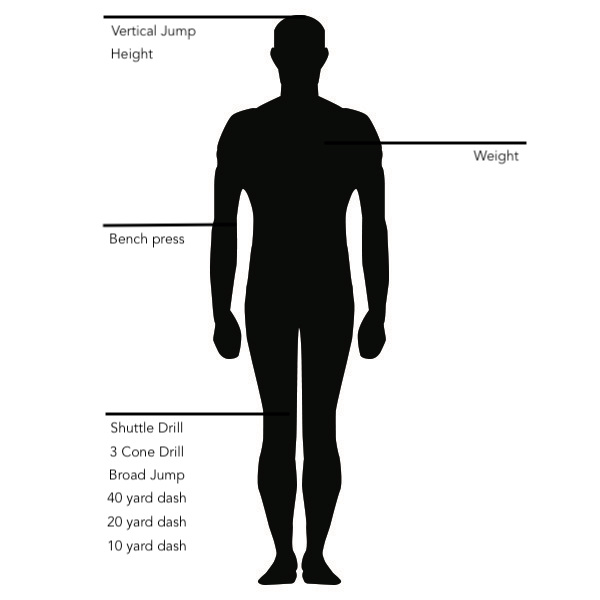 Vertical Jump
Height
Weight
Bench press
Shuttle Drill
3 Cone Drill
Broad Jump
40 yard dash
20 yard dash
10 yard dash